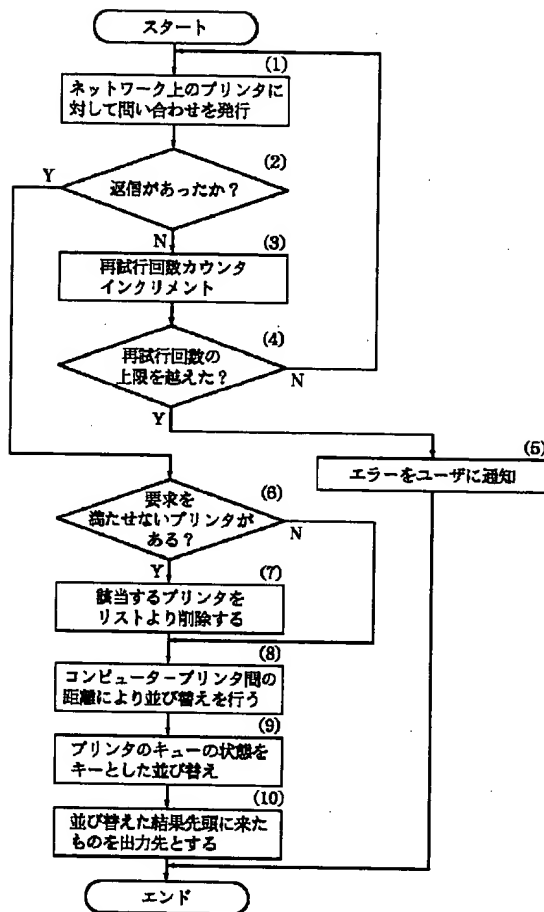 スタート
(1)
ネットワーク上のプリンタに
対して問い合わせを発行
(2)
Y
返信があったか？
N
(3)
再試行回数カウンタ
インクリメント
(4)
再試行回数の
上限を越えた？
N
Y
(5)
エラーをユーザに通知
(6)
要求を
満たせないプリンタが
ある？
N
Y
(7)
該当するプリンタを
リストより削除する
(8)
コンピュータープリンタ間の
距離により並び替えを行う
(9)
プリンタのキューの状態を
キーとした並び替え
(10)
並び替えた結果先頭に来た
ものを出力先とする
エンド